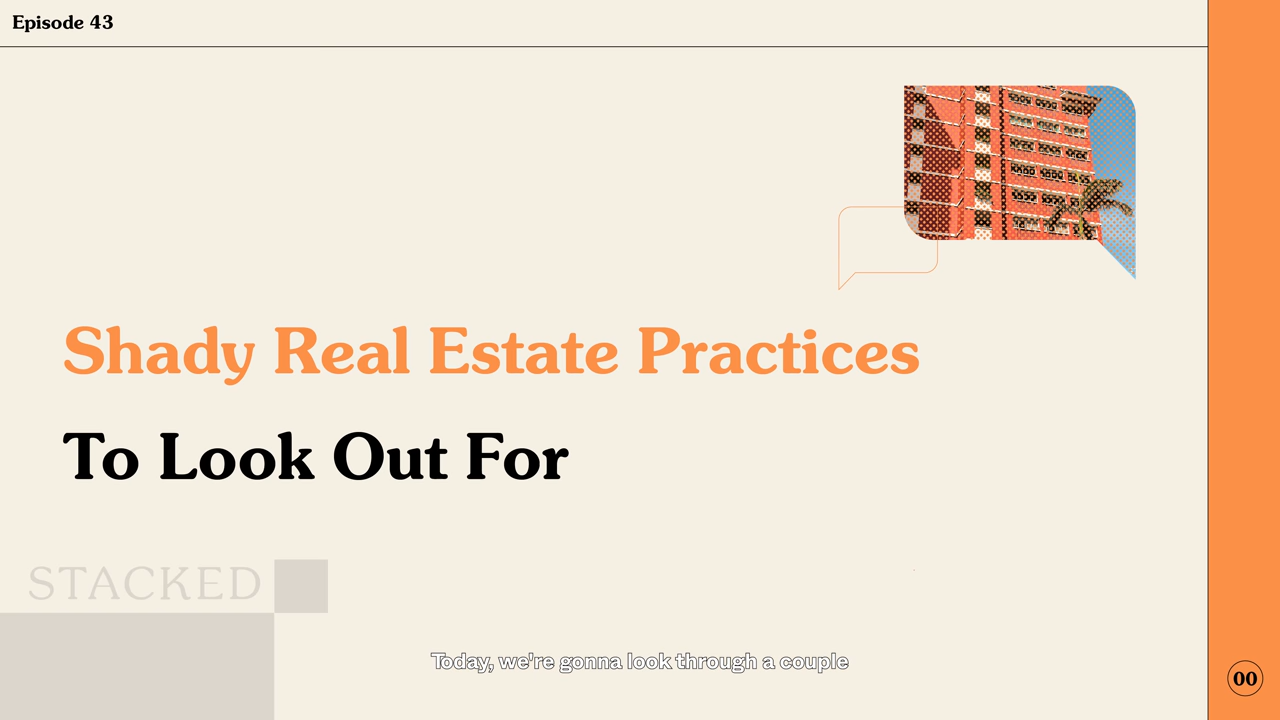 Episode 43
Shady Real Estate Practices
To Look Out For
STACKED
Today, we're gonna look through a couple
00